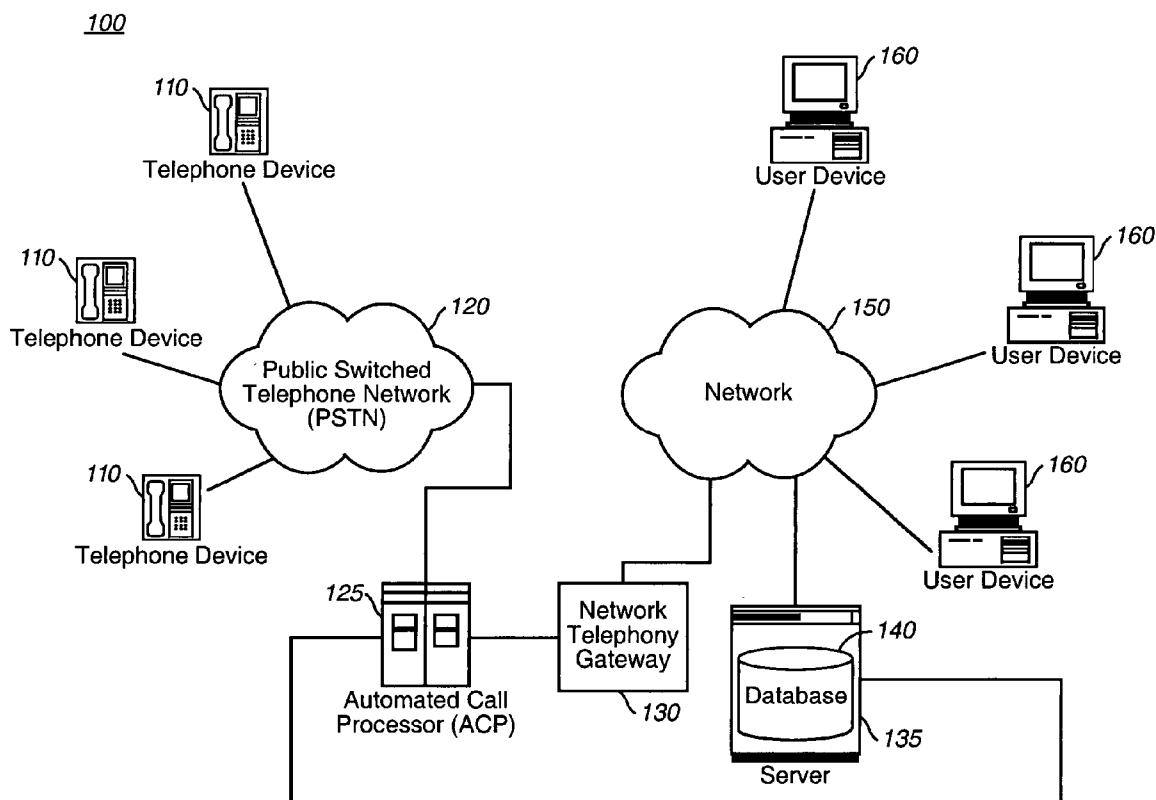 100
110
Telephone Device
160
User Device
110
Telephone Device
160
User Device
120
Public Switched
Telephone Network
(PSTN)
150
Network
110
Telephone Device
160
User Device
125
Automated Call
Processor (ACP)
Network
Telephony
Gateway
130
140
Database
135
Server